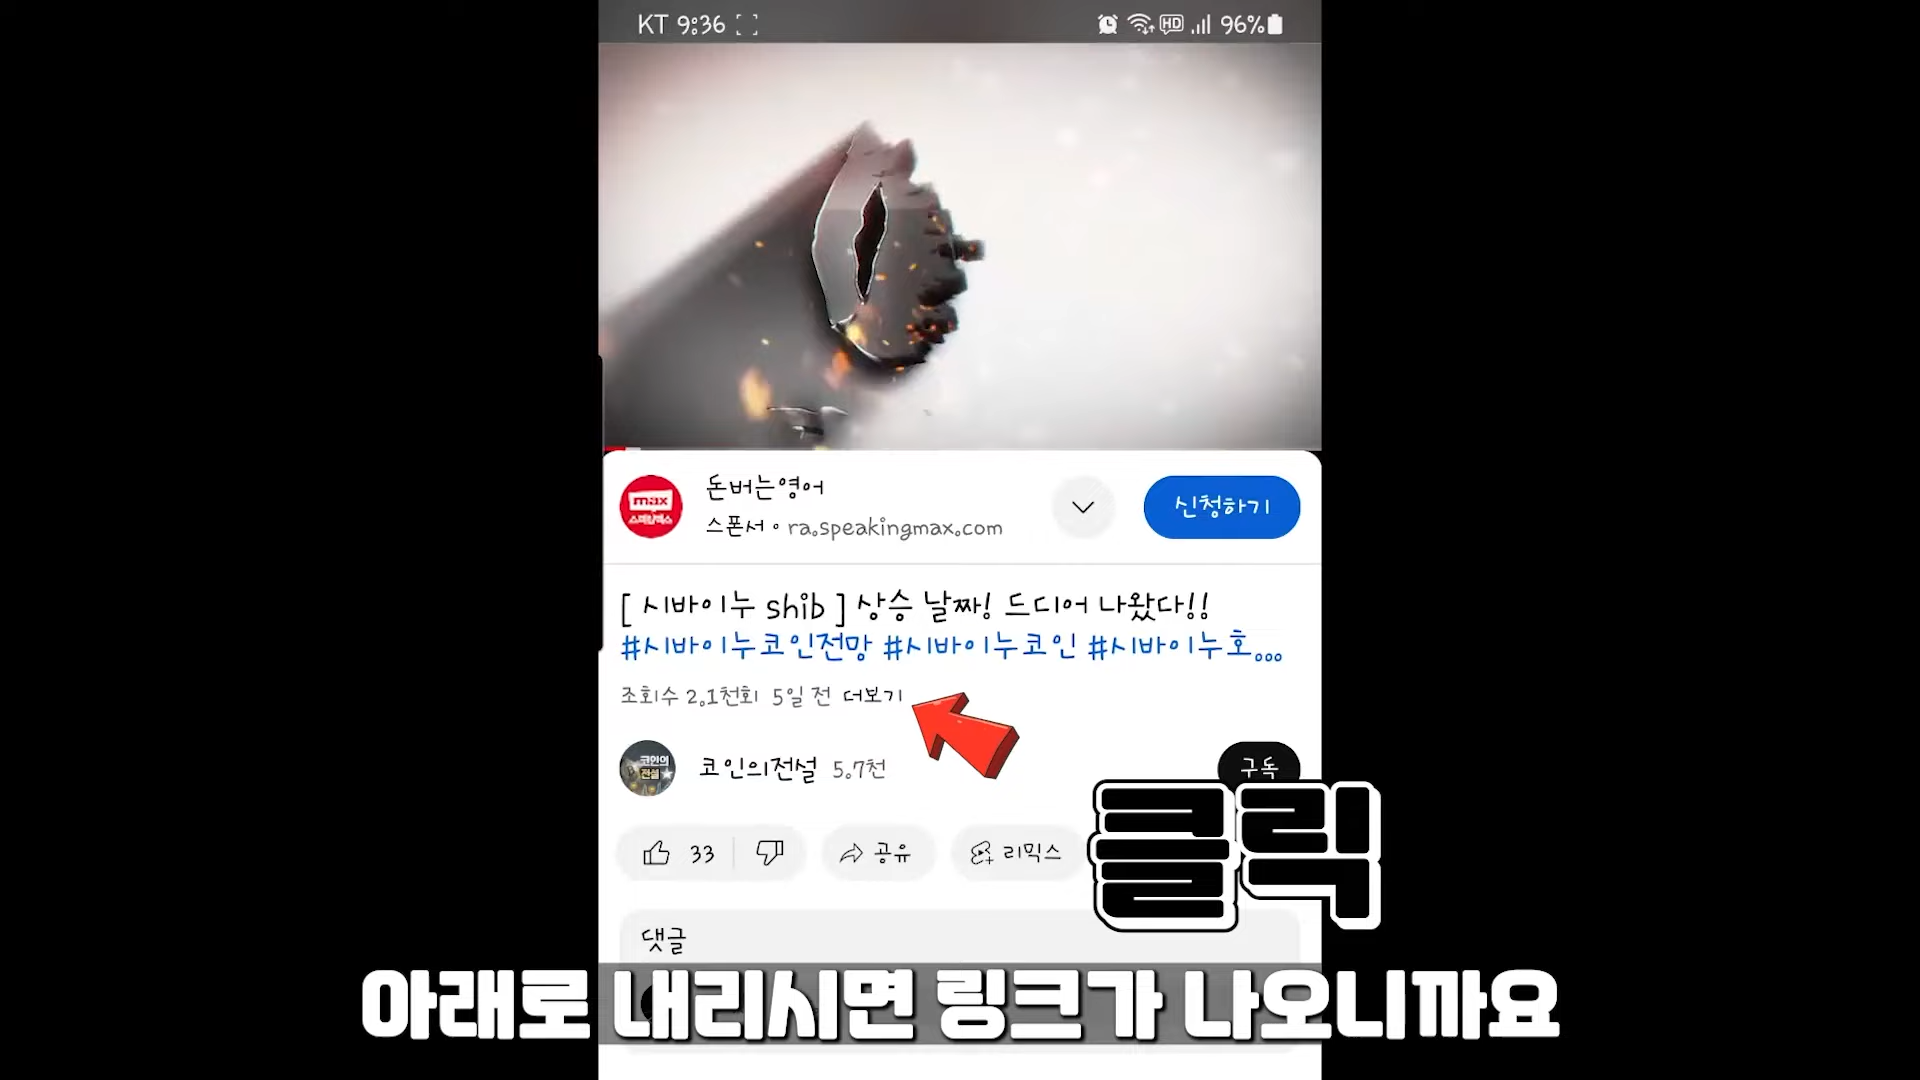 KT 9:36
HD 96%
max
스피킹맥스
돈버는영어
스폰서 · ra.speakingmax.com
신청하기
[ 시바이누 shib ] 상승 날짜! 드디어 나왔다!!
#시바이누코인전망 #시바이누코인 #시바이누호...
조회수 2.1천회 5일 전 더보기
코인의
전설
코인의전설 5.7천
구독
33
공유
리믹스
클릭
댓글
아래로 내리시면 링크가 나오니까요